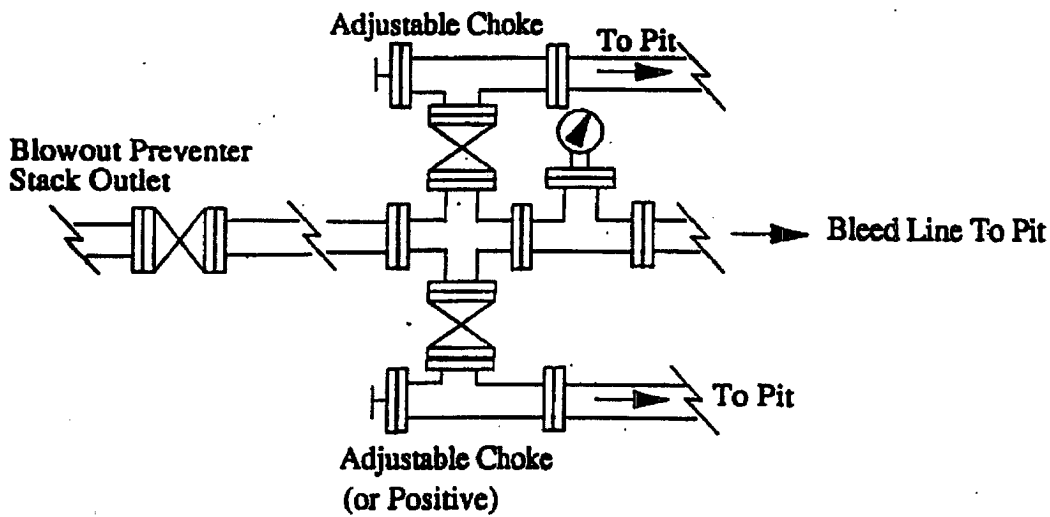 Adjustable Choke
To Pit
Blowout Preventer
Stack Outlet
Bleed Line To Pit
To Pit
Adjustable Choke
(or Positive)